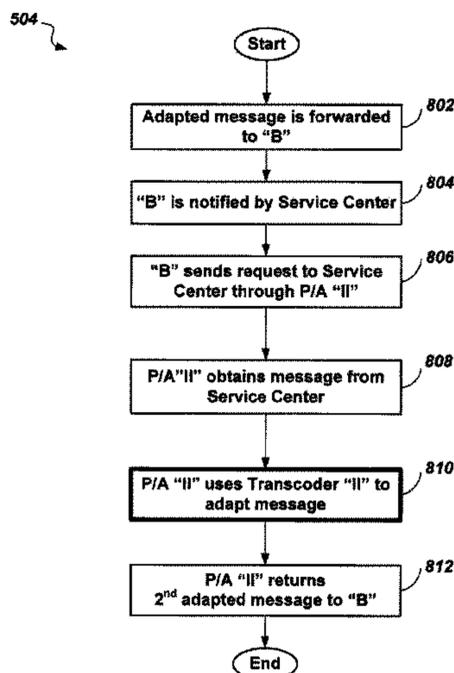 504
Start
Adapted message is forwarded
to “B”
802
“B” is notified by Service Center
804
“B” sends request to Service
Center through P/A “II”
806
P/A”II” obtains message from
Service Center
808
P/A “II” uses Transcoder “II” to
adapt message
810
P/A “II” returns
2nd adapted message to “B”
812
End